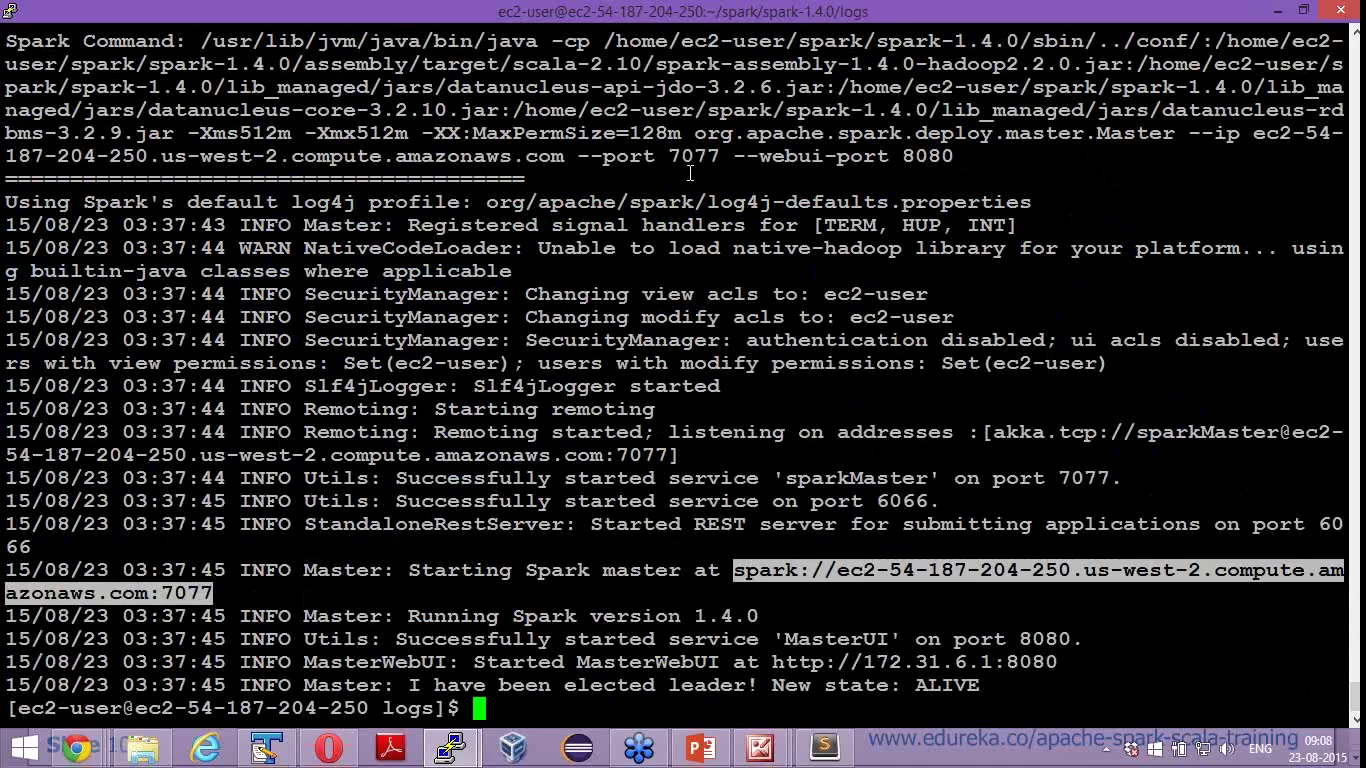 ec2-user@ec2-54-187-204-250:~/spark/spark-1.4.0/logs
Spark Command: /usr/lib/jvm/java/bin/java -cp /home/ec2-user/spark/spark-1.4.0/sbin/../conf/:/home/ec2-
user/spark/spark-1.4.0/assembly/target/scala-2.10/spark-assembly-1.4.0-hadoop2.2.0.jar:/home/ec2-user/s
park/spark-1.4.0/lib_managed/jars/datanucleus-api-jdo-3.2.6.jar:/home/ec2-user/spark/spark-1.4.0/lib_ma
naged/jars/datanucleus-core-3.2.10.jar:/home/ec2-user/spark/spark-1.4.0/lib_managed/jars/datanucleus-rd
bms-3.2.9.jar -Xms512m -Xmx512m -XX:MaxPermSize=128m org.apache.spark.deploy.master.Master --ip ec2-54-
187-204-250.us-west-2.compute.amazonaws.com --port 7077 --webui-port 8080
========================================
Using Spark's default log4j profile: org/apache/spark/log4j-defaults.properties
15/08/23 03:37:43 INFO Master: Registered signal handlers for [TERM, HUP, INT]
15/08/23 03:37:44 WARN NativeCodeLoader: Unable to load native-hadoop library for your platform... usin
g builtin-java classes where applicable
15/08/23 03:37:44 INFO SecurityManager: Changing view acls to: ec2-user
15/08/23 03:37:44 INFO SecurityManager: Changing modify acls to: ec2-user
15/08/23 03:37:44 INFO SecurityManager: SecurityManager: authentication disabled; ui acls disabled; use
rs with view permissions: Set(ec2-user); users with modify permissions: Set(ec2-user)
15/08/23 03:37:44 INFO Slf4jLogger: Slf4jLogger started
15/08/23 03:37:44 INFO Remoting: Starting remoting
15/08/23 03:37:44 INFO Remoting: Remoting started; listening on addresses :[akka.tcp://sparkMaster@ec2-
54-187-204-250.us-west-2.compute.amazonaws.com:7077]
15/08/23 03:37:44 INFO Utils: Successfully started service 'sparkMaster' on port 7077.
15/08/23 03:37:45 INFO Utils: Successfully started service on port 6066.
15/08/23 03:37:45 INFO StandaloneRestServer: Started REST server for submitting applications on port 60
66
15/08/23 03:37:45 INFO Master: Starting Spark master at spark://ec2-54-187-204-250.us-west-2.compute.am
azonaws.com:7077
15/08/23 03:37:45 INFO Master: Running Spark version 1.4.0
15/08/23 03:37:45 INFO Utils: Successfully started service 'MasterUI' on port 8080.
15/08/23 03:37:45 INFO MasterWebUI: Started MasterWebUI at http://172.31.6.1:8080
15/08/23 03:37:45 INFO Master: I have been elected leader! New state: ALIVE
[ec2-user@ec2-54-187-204-250 logs]$
www.edureka.co/apache-spark-scala-training
ENG
09:08
23-08-2015